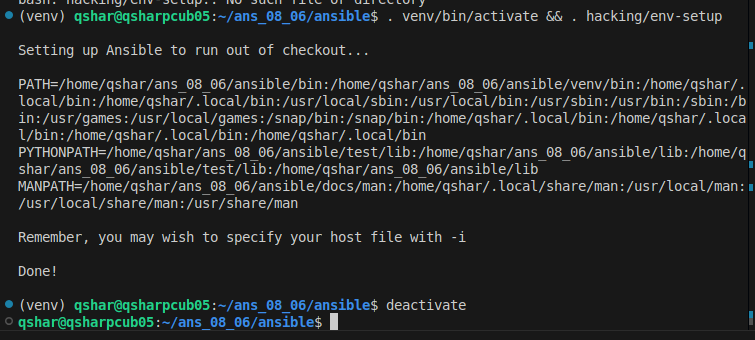 bash: hacking/env-setup:: No such file or directory
(venv) qshar@qsharpcub05:~/ans_08_06/ansible$ . venv/bin/activate && . hacking/env-setup
Setting up Ansible to run out of checkout...
PATH=/home/qshar/ans_08_06/ansible/bin:/home/qshar/ans_08_06/ansible/venv/bin:/home/qshar/.
local/bin:/home/qshar/.local/bin:/usr/local/sbin:/usr/local/bin:/usr/sbin:/usr/bin:/sbin:/b
in:/usr/games:/usr/local/games:/snap/bin:/snap/bin:/home/qshar/.local/bin:/home/qshar/.loca
l/bin:/home/qshar/.local/bin:/home/qshar/.local/bin
PYTHONPATH=/home/qshar/ans_08_06/ansible/test/lib:/home/qshar/ans_08_06/ansible/lib:/home/q
shar/ans_08_06/ansible/test/lib:/home/qshar/ans_08_06/ansible/lib
MANPATH=/home/qshar/ans_08_06/ansible/docs/man:/home/qshar/.local/share/man:/usr/local/man:
/usr/local/share/man:/usr/share/man
Remember, you may wish to specify your host file with -i
Done!
(venv) qshar@qsharpcub05:~/ans_08_06/ansible$ deactivate
qshar@qsharpcub05:~/ans_08_06/ansible$